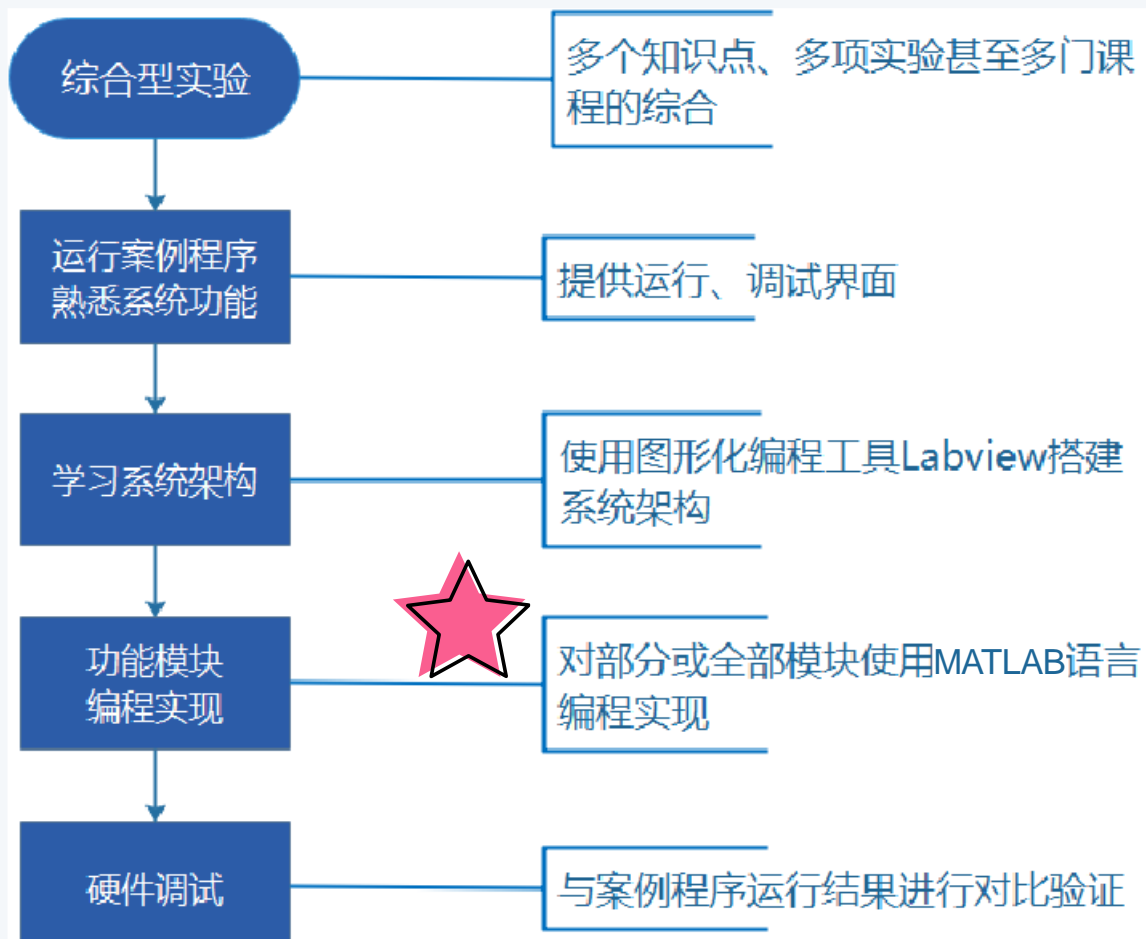 综合型实验
多个知识点、多项实验甚至多门课
程的综合
运行案例程序
熟悉系统功能
提供运行、调试界面
学习系统架构
使用图形化编程工具Labview搭建
系统架构
功能模块
编程实现
对部分或全部模块使用MATLAB语言
编程实现
硬件调试
与案例程序运行结果进行对比验证